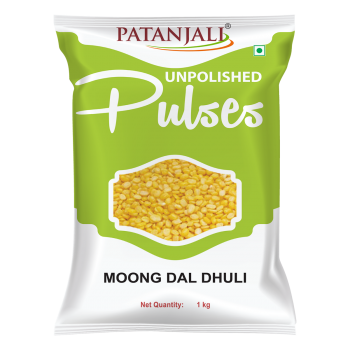 PATANJALI®
UNPOLISHED
Pulses
MOONG DAL DHULI
Net Quantity: 1 kg